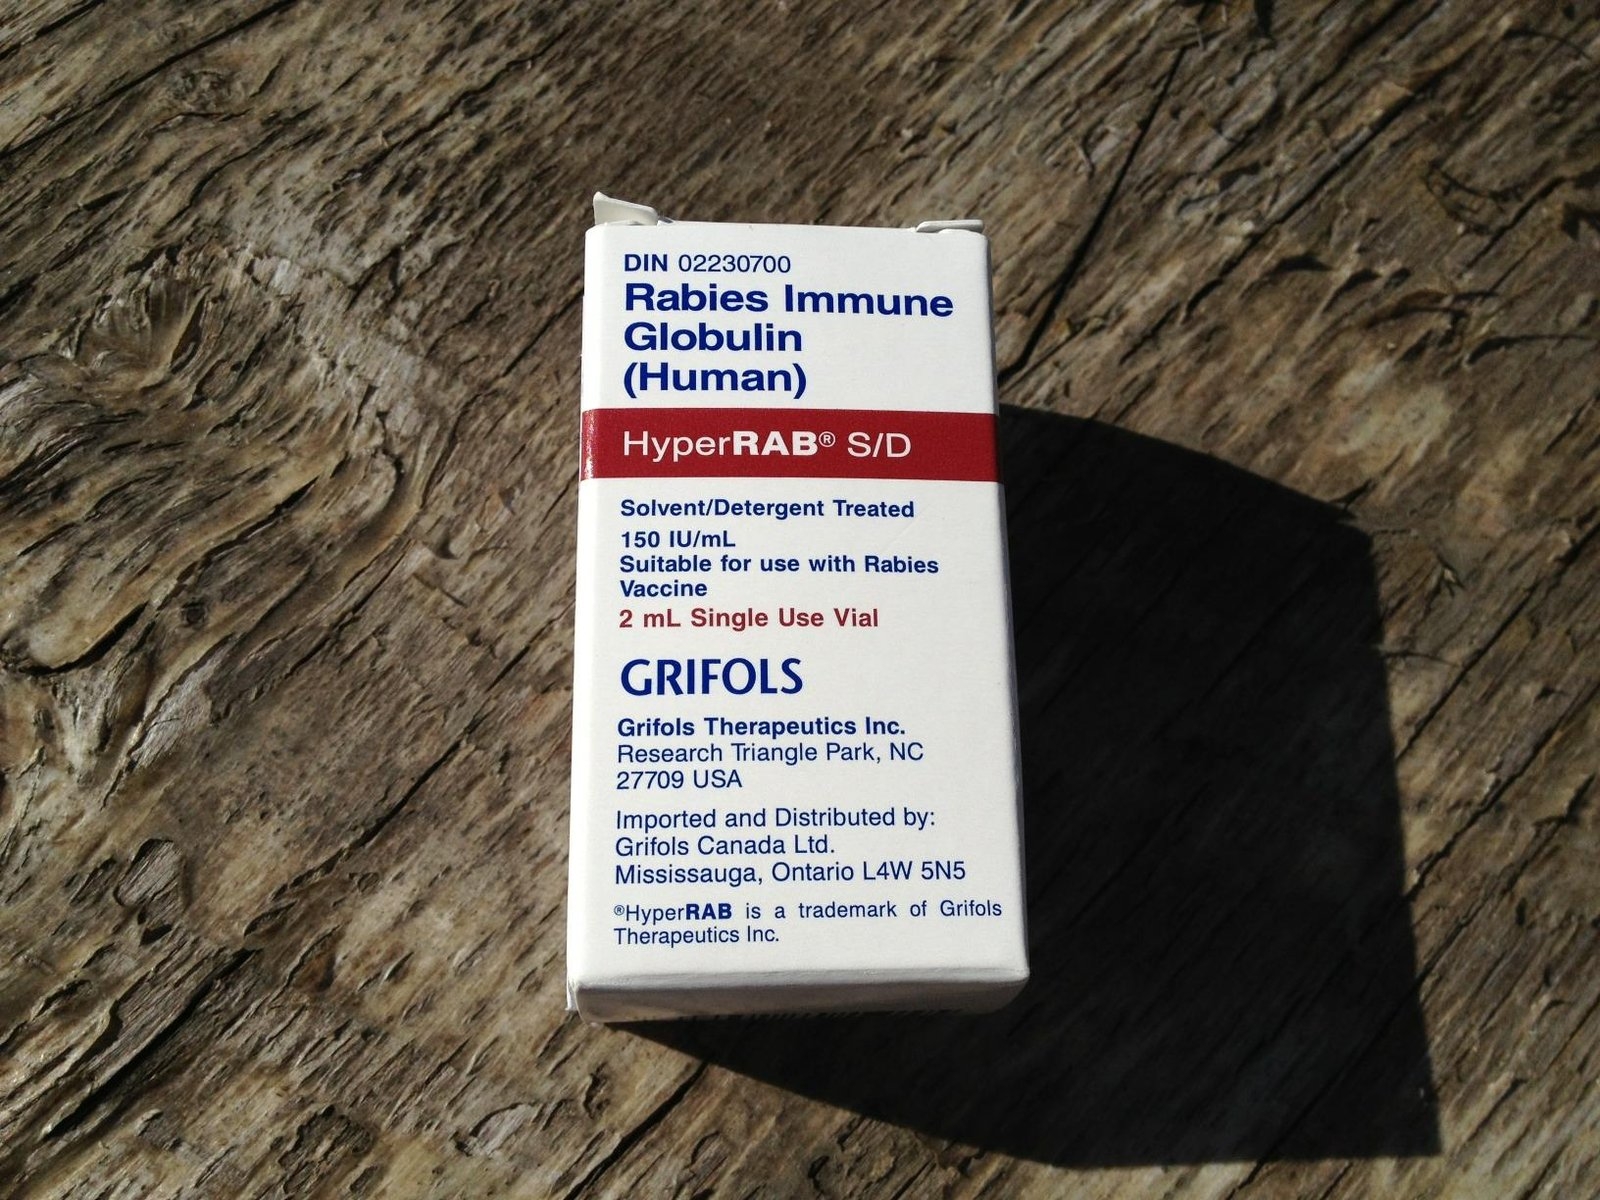 DIN 02230700
Rabies Immune
Globulin
(Human)
HyperRAB® S/D
Solvent/Detergent Treated
150 IU/mL
Suitable for use with Rabies
Vaccine
2 mL Single Use Vial
GRIFOLS
Grifols Therapeutics Inc.
Research Triangle Park, NC
27709 USA
Imported and Distributed by:
Grifols Canada Ltd.
Mississauga, Ontario L4W 5N5
®HyperRAB is a trademark of Grifols
Therapeutics Inc.